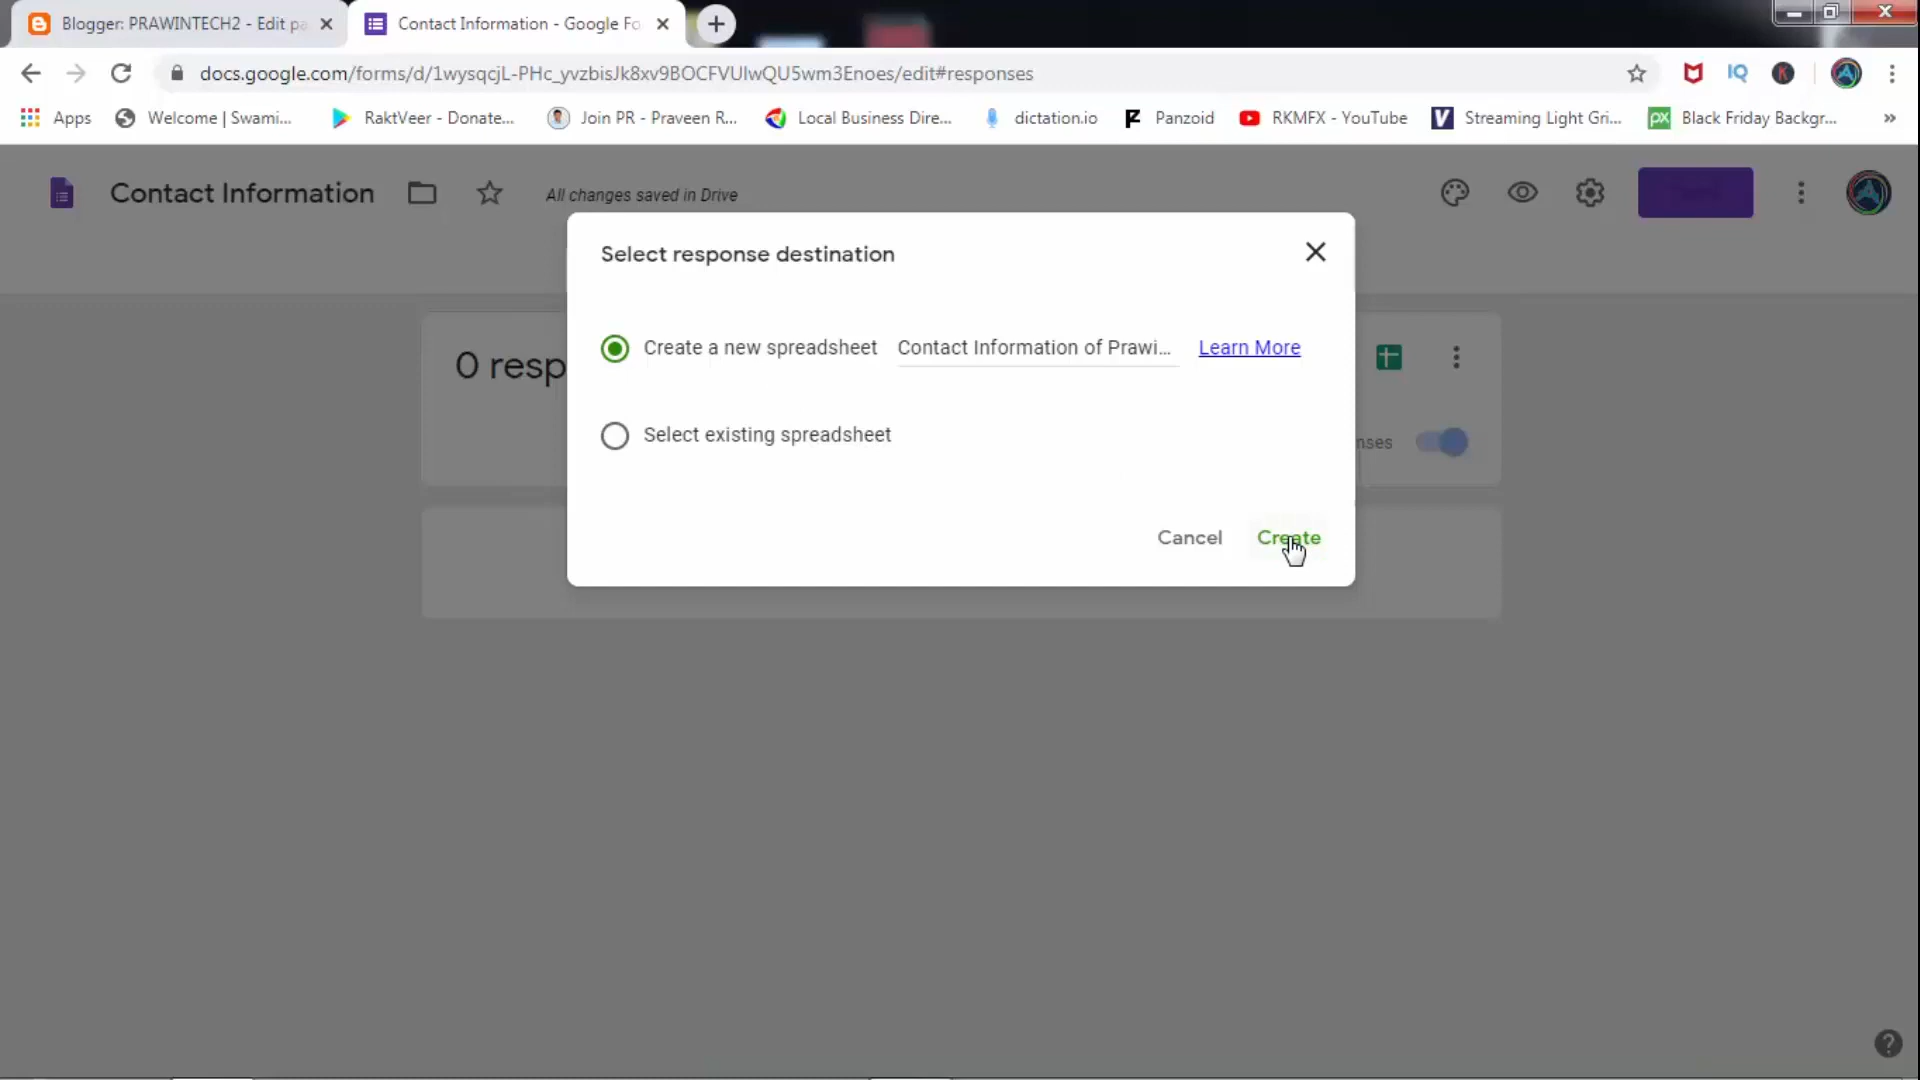 Blogger: PRAWINTECH2 - Edit pa
Contact Information - Google Fo
docs.google.com/forms/d/1wysqcjL-PHc_yvzbisJk8xv9BOCFVUlwQU5wm3Enoes/edit#responses
IQ
K
Apps
Welcome | Swami...
RaktVeer - Donate...
Join PR - Praveen R...
Local Business Dire...
dictation.io
Panzoid
RKMFX - YouTube
V
Streaming Light Gri...
px
Black Friday Backgr...
Contact Information
All changes saved in Drive
Select response destination
Create a new spreadsheet
Contact Information of Prawi...
Learn More
0 resp
Select existing spreadsheet
nses
Cancel
Create